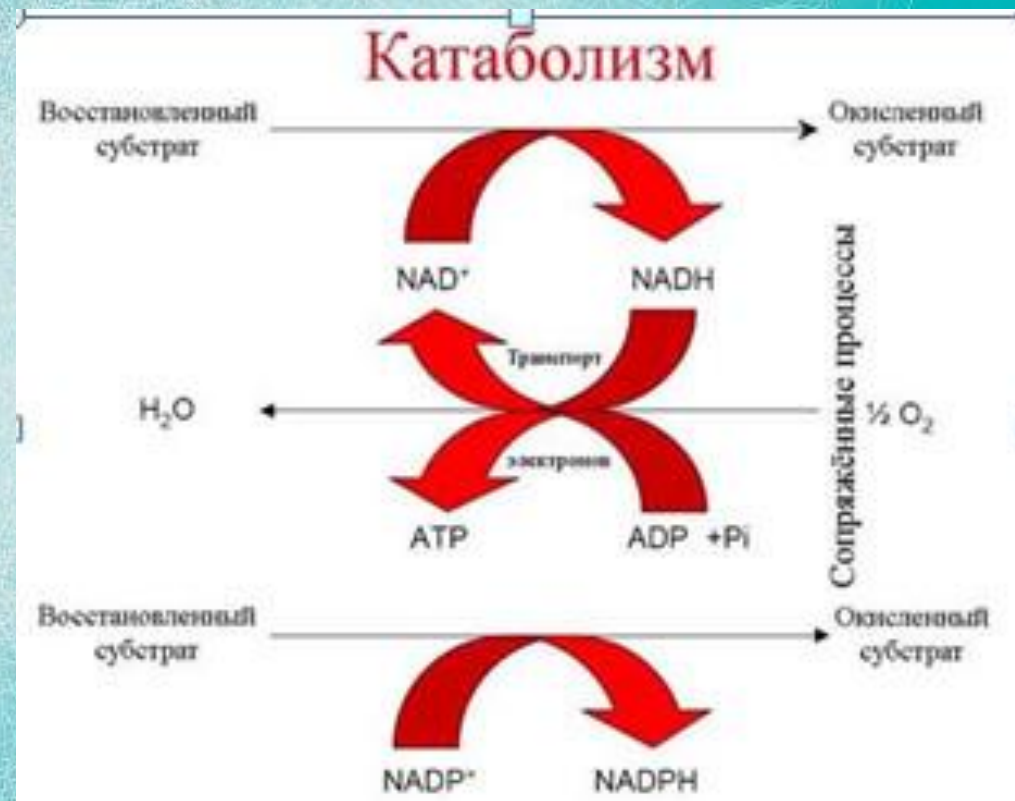 Катаболизм
Восстановленный
субстрат
Окисленный
субстрат
NAD⁺
NADH
Транспорт
H₂O
½ O₂
Сопряжённые процессы
электронов
ATP
ADP +Pi
Восстановленный
субстрат
Окисленный
субстрат
NADP⁺
NADPH